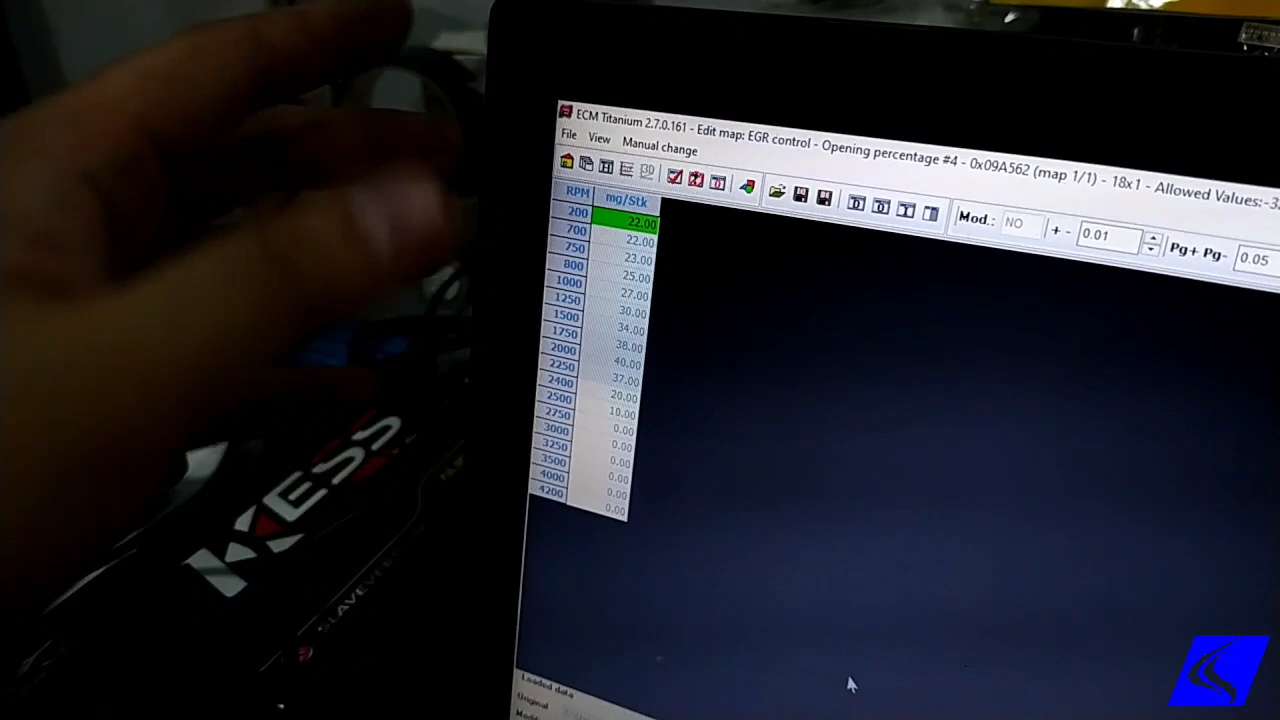 ECM Titanium 2.7.0.161 - Edit map: EGR control - Opening percentage #4 - 0x09A562 (map 1/1) - 18x1 - Allowed Values:-32
File View Manual change
Mod.: NO + - 0.01 Pg+ Pg- 0.05
RPM mg/Stk
200 22.00
700 22.00
750 23.00
800 25.00
1000 27.00
1250 30.00
1500 34.00
1750 38.00
2000 40.00
2250 37.00
2400 20.00
2500 10.00
2750 0.00
3000 0.00
3250 0.00
3500 0.00
4000 0.00
4200 0.00
KESS
Loaded data
Original